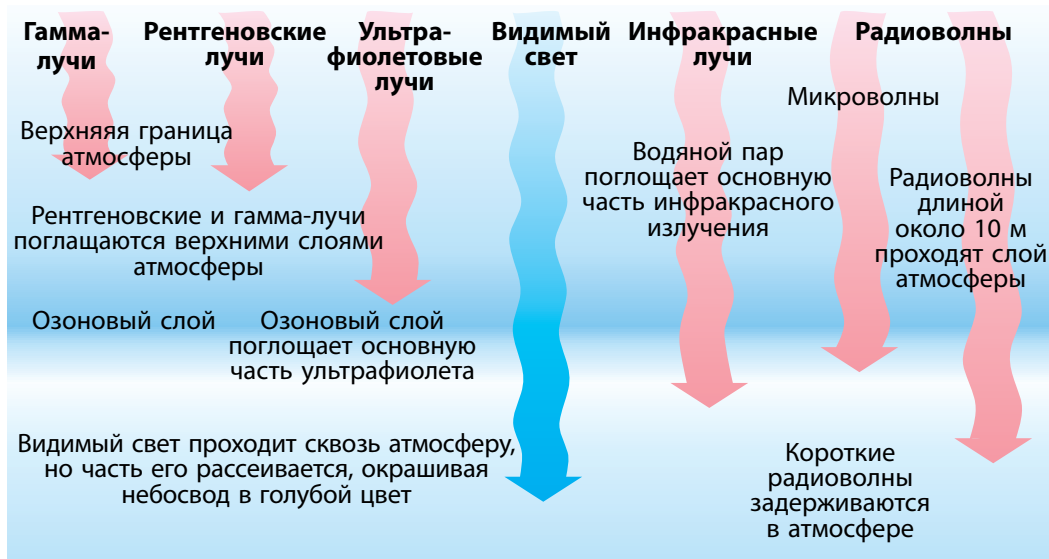 Гамма-
лучи
Рентгеновские
лучи
Ультра-
фиолетовые
лучи
Видимый
свет
Инфракрасные
лучи
Радиоволны
Микроволны
Верхняя граница
атмосферы
Водяной пар
поглощает основную
часть инфракрасного
излучения
Радиоволны
длиной
около 10 м
проходят слой
атмосферы
Рентгеновские и гамма-лучи
поглащаются верхними слоями
атмосферы
Озоновый слой
Озоновый слой
поглощает основную
часть ультрафиолета
Видимый свет проходит сквозь атмосферу,
но часть его рассеивается, окрашивая
небосвод в голубой цвет
Короткие
радиоволны
задерживаются
в атмосфере